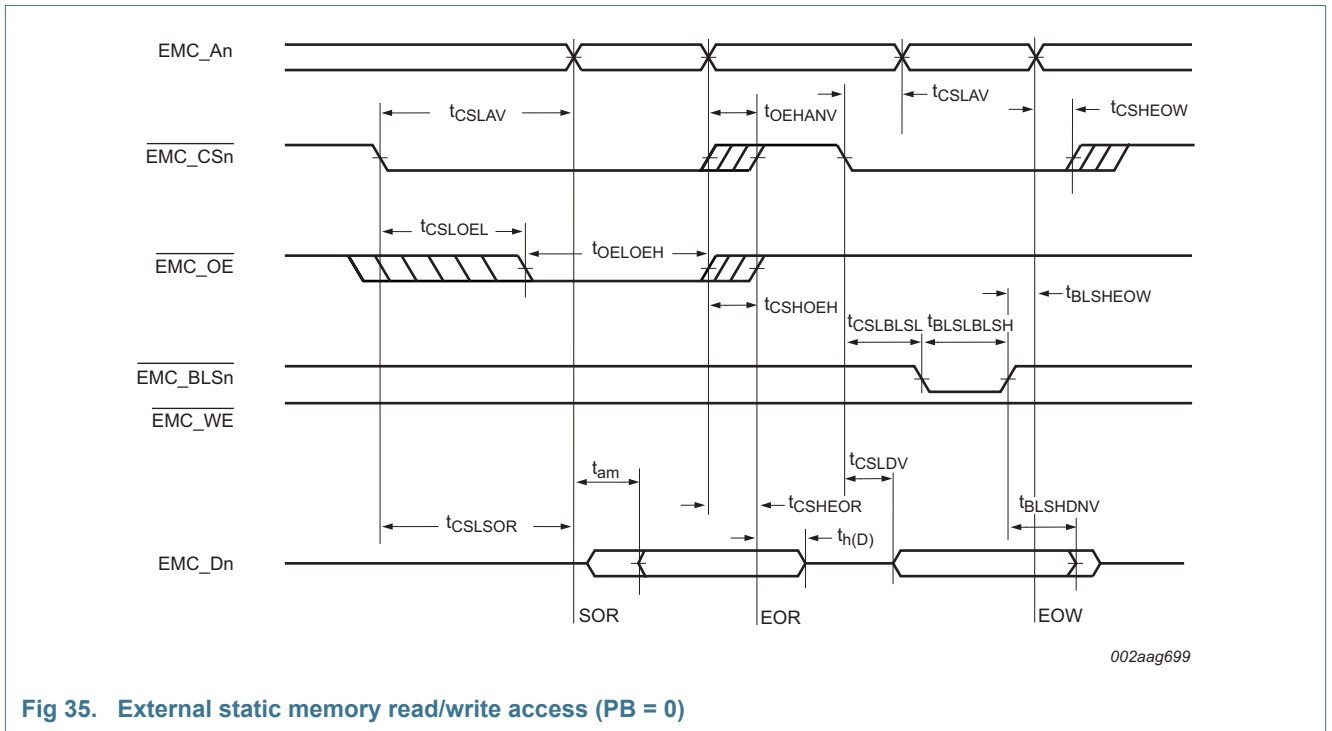 EMC_An
tCSLAV
tOEHANV
tCSLAV
tCSHEOW
EMC_CSn
tCSLOEL
tOELOEH
EMC_OE
tCSHOEH
tBLSHEOW
tCSLBLSL
tBLSLBLSH
EMC_BLSn
EMC_WE
tam
tCSLDV
tCSLSOR
tCSHEOR
tBLSHDNV
th(D)
EMC_Dn
SOR
EOR
EOW
002aag699
Fig 35. External static memory read/write access (PB = 0)